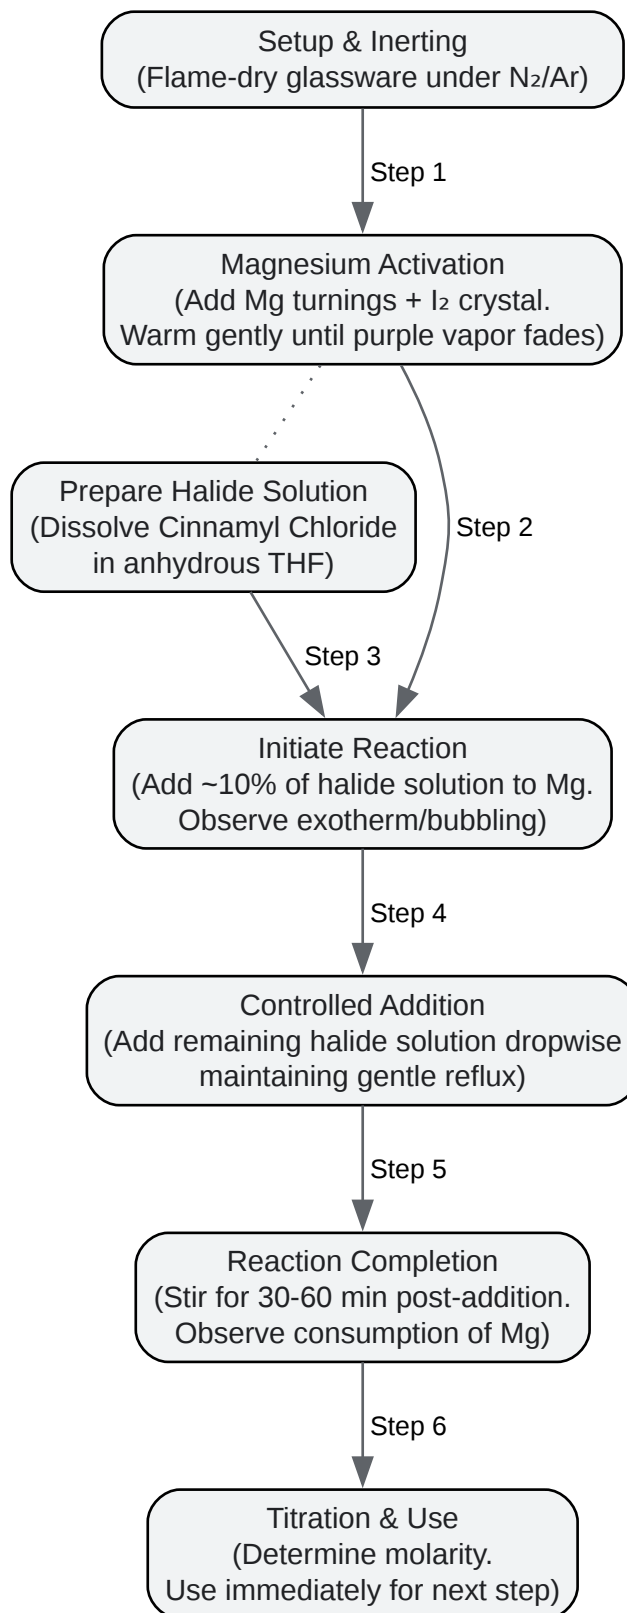 Setup & Inerting
(Flame-dry glassware under N₂/Ar)
Step 1
Magnesium Activation
(Add Mg turnings + I₂ crystal.
Warm gently until purple vapor fades)
Prepare Halide Solution
(Dissolve Cinnamyl Chloride
in anhydrous THF)
Step 2
Step 3
Initiate Reaction
(Add ~10% of halide solution to Mg.
Observe exotherm/bubbling)
Step 4
Controlled Addition
(Add remaining halide solution dropwise
maintaining gentle reflux)
Step 5
Reaction Completion
(Stir for 30-60 min post-addition.
Observe consumption of Mg)
Step 6
Titration & Use
(Determine molarity.
Use immediately for next step)